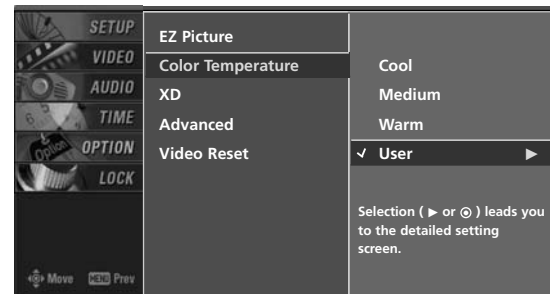 SETUP
VIDEO
AUDIO
TIME
OPTION
LOCK
Move MENU Prev
EZ Picture
Color Temperature
XD
Advanced
Video Reset
Cool
Medium
Warm
✓ User ►
Selection ( ► or ◉ ) leads you
to the detailed setting
screen.